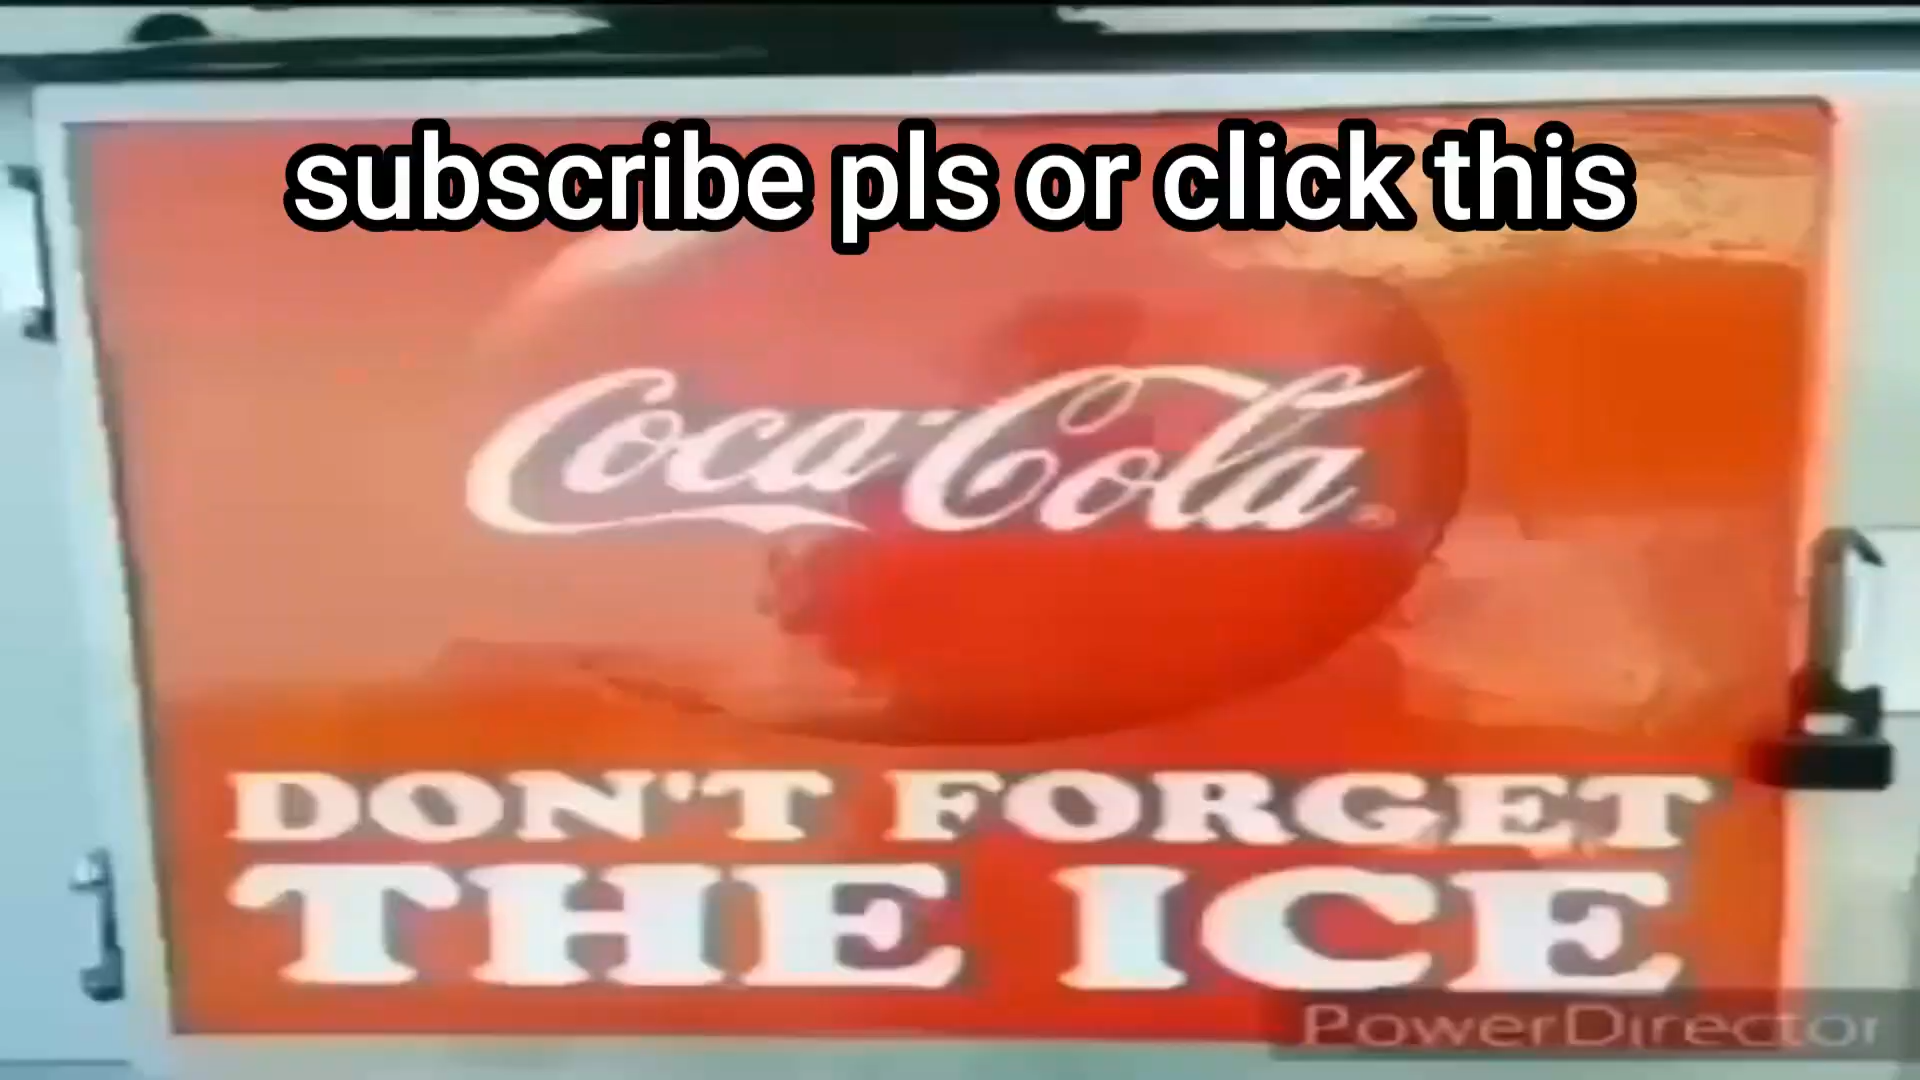 subscribe pls or click this
Coca-Cola®
DON'T FORGET
THE ICE
PowerDirector